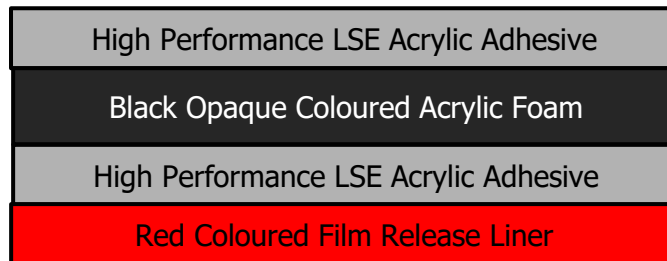 High Performance LSE Acrylic Adhesive
Black Opaque Coloured Acrylic Foam
High Performance LSE Acrylic Adhesive
Red Coloured Film Release Liner